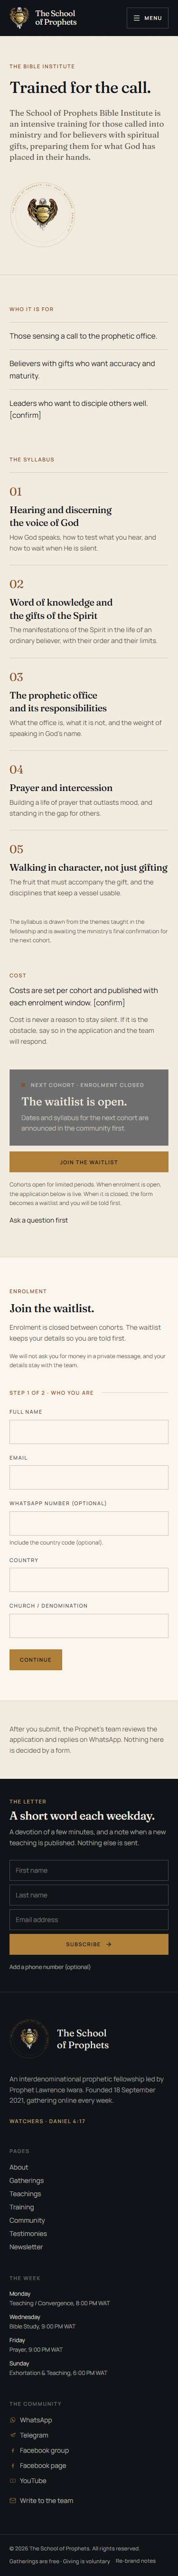 The School
of Prophets
MENU
THE BIBLE INSTITUTE
Trained for the call.
The School of Prophets Bible Institute is
an intensive training for those called into
ministry and for believers with spiritual
gifts, preparing them for what God has
placed in their hands.
WHO IT IS FOR
Those sensing a call to the prophetic office.
Believers with gifts who want accuracy and
maturity.
Leaders who want to disciple others well.
[confirm]
THE SYLLABUS
01
Hearing and discerning
the voice of God
How God speaks, how to test what you hear, and
how to wait when He is silent.
02
Word of knowledge and
the gifts of the Spirit
The manifestations of the Spirit in the life of an
ordinary believer, with their order and their limits.
03
The prophetic office
and its responsibilities
What the office is, what it is not, and the weight of
speaking in God's name.
04
Prayer and intercession
Building a life of prayer that outlasts mood, and
standing in the gap for others.
05
Walking in character, not just gifting
The fruit that must accompany the gift, and the
disciplines that keep a vessel usable.
The syllabus is drawn from the themes taught in the
fellowship and is awaiting the ministry's final confirmation for
the next cohort.
COST
Costs are set per cohort and published with
each enrolment window. [confirm]
Cost is never a reason to stay silent. If it is the
obstacle, say so in the application and the team
will respond.
NEXT COHORT · ENROLMENT CLOSED
The waitlist is open.
Dates and syllabus for the next cohort are
announced in the community first.
JOIN THE WAITLIST
Cohorts open for limited periods. When enrolment is open,
the application below is live. When it is closed, the form
becomes a waitlist and you will be told first.
Ask a question first
ENROLMENT
Join the waitlist.
Enrolment is closed between cohorts. The waitlist
keeps your details so you are told first.
We will not ask you for money in a private message, and your
details stay with the team.
STEP 1 OF 2 · WHO YOU ARE
FULL NAME
EMAIL
WHATSAPP NUMBER (OPTIONAL)
Include the country code (optional).
COUNTRY
CHURCH / DENOMINATION
CONTINUE
After you submit, the Prophet's team reviews the
application and replies on WhatsApp. Nothing here
is decided by a form.
THE LETTER
A short word each weekday.
A devotion of a few minutes, and a note when a new
teaching is published. Nothing else is sent.
First name
Last name
Email address
SUBSCRIBE →
Add a phone number (optional)
The School
of Prophets
An interdenominational prophetic fellowship led by
Prophet Lawrence Iwara. Founded 18 September
2021, gathering online every week.
WATCHERS · DANIEL 4:17
PAGES
About
Gatherings
Teachings
Training
Community
Testimonies
Newsletter
THE WEEK
Monday
Teaching / Convergence, 8:00 PM WAT
Wednesday
Bible Study, 9:00 PM WAT
Friday
Prayer, 9:00 PM WAT
Sunday
Exhortation & Teaching, 6:00 PM WAT
THE COMMUNITY
WhatsApp
Telegram
Facebook group
Facebook page
YouTube
Write to the team
© 2026 The School of Prophets. All rights reserved.
Gatherings are free · Giving is voluntary Re-brand notes